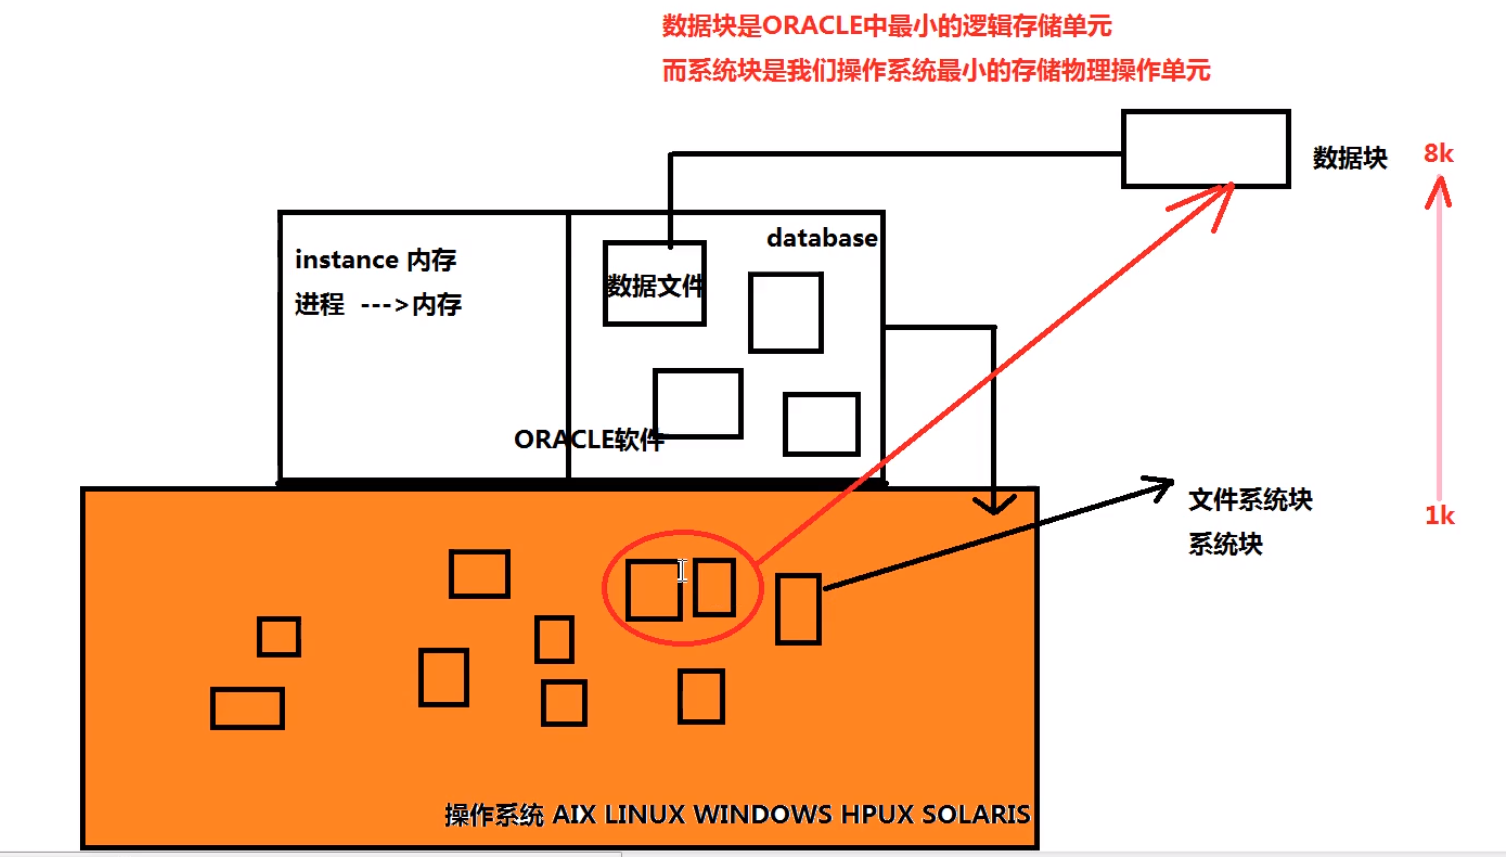 数据块是ORACLE中最小的逻辑存储单元
而系统块是我们操作系统最小的存储物理操作单元
数据块
8k
database
instance 内存
数据文件
进程 --->内存
ORACLE软件
文件系统块
1k
系统块
操作系统 AIX LINUX WINDOWS HPUX SOLARIS